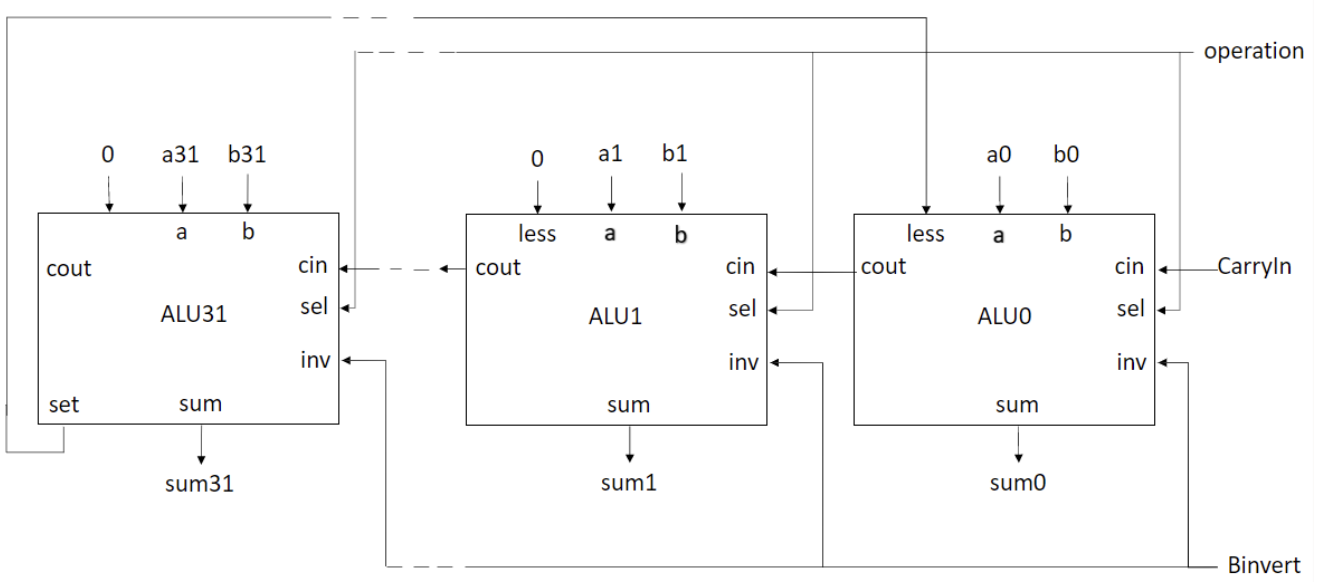 operation
0 a31 b31
0 a1 b1
a0 b0
a b
less a b
less a b
cout cin
cout cin
cout cin
CarryIn
sel
sel
sel
ALU31
ALU1
ALU0
inv
inv
inv
set sum
sum
sum
sum31
sum1
sum0
Binvert